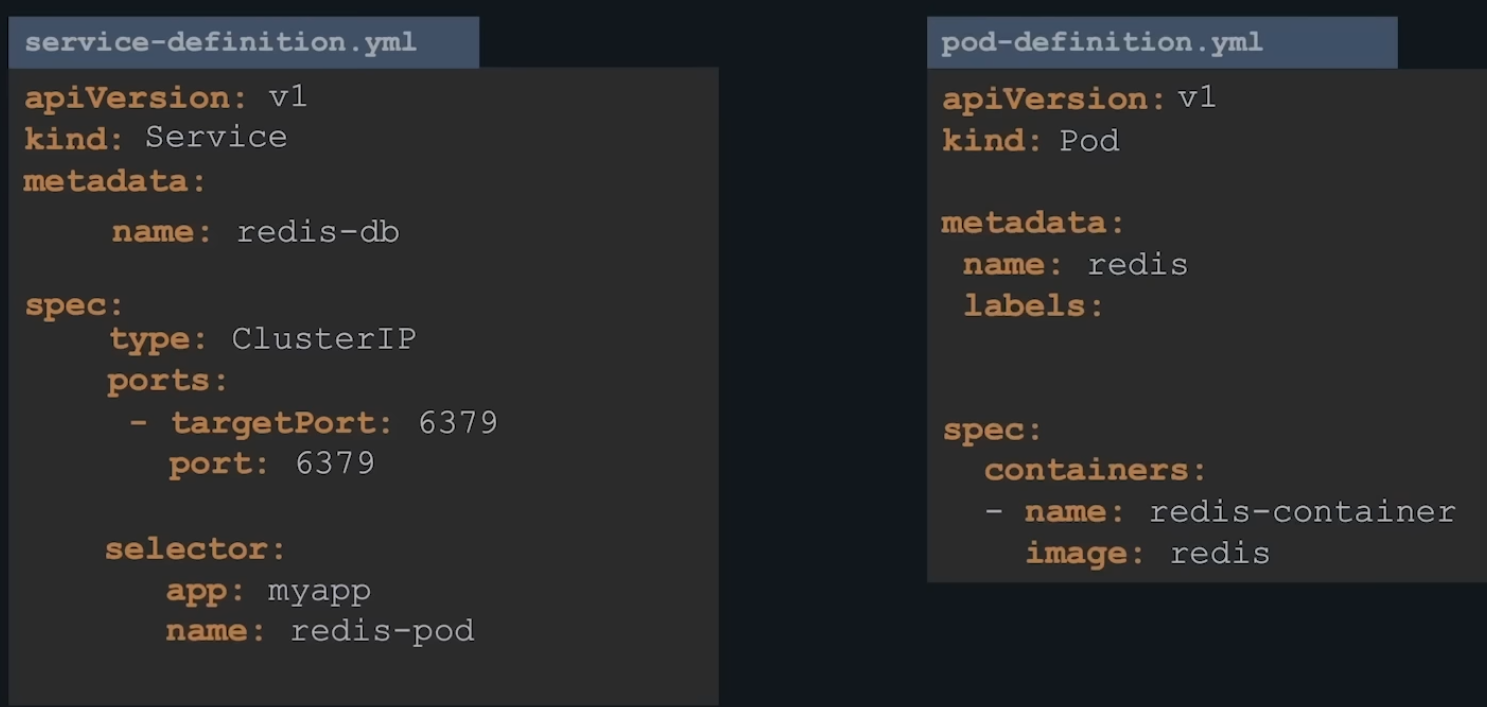 service-definition.yml
apiVersion: v1
kind: Service
metadata:
name: redis-db
spec:
type: ClusterIP
ports:
- targetPort: 6379
port: 6379
selector:
app: myapp
name: redis-pod
pod-definition.yml
apiVersion: v1
kind: Pod
metadata:
name: redis
labels:
spec:
containers:
- name: redis-container
image: redis